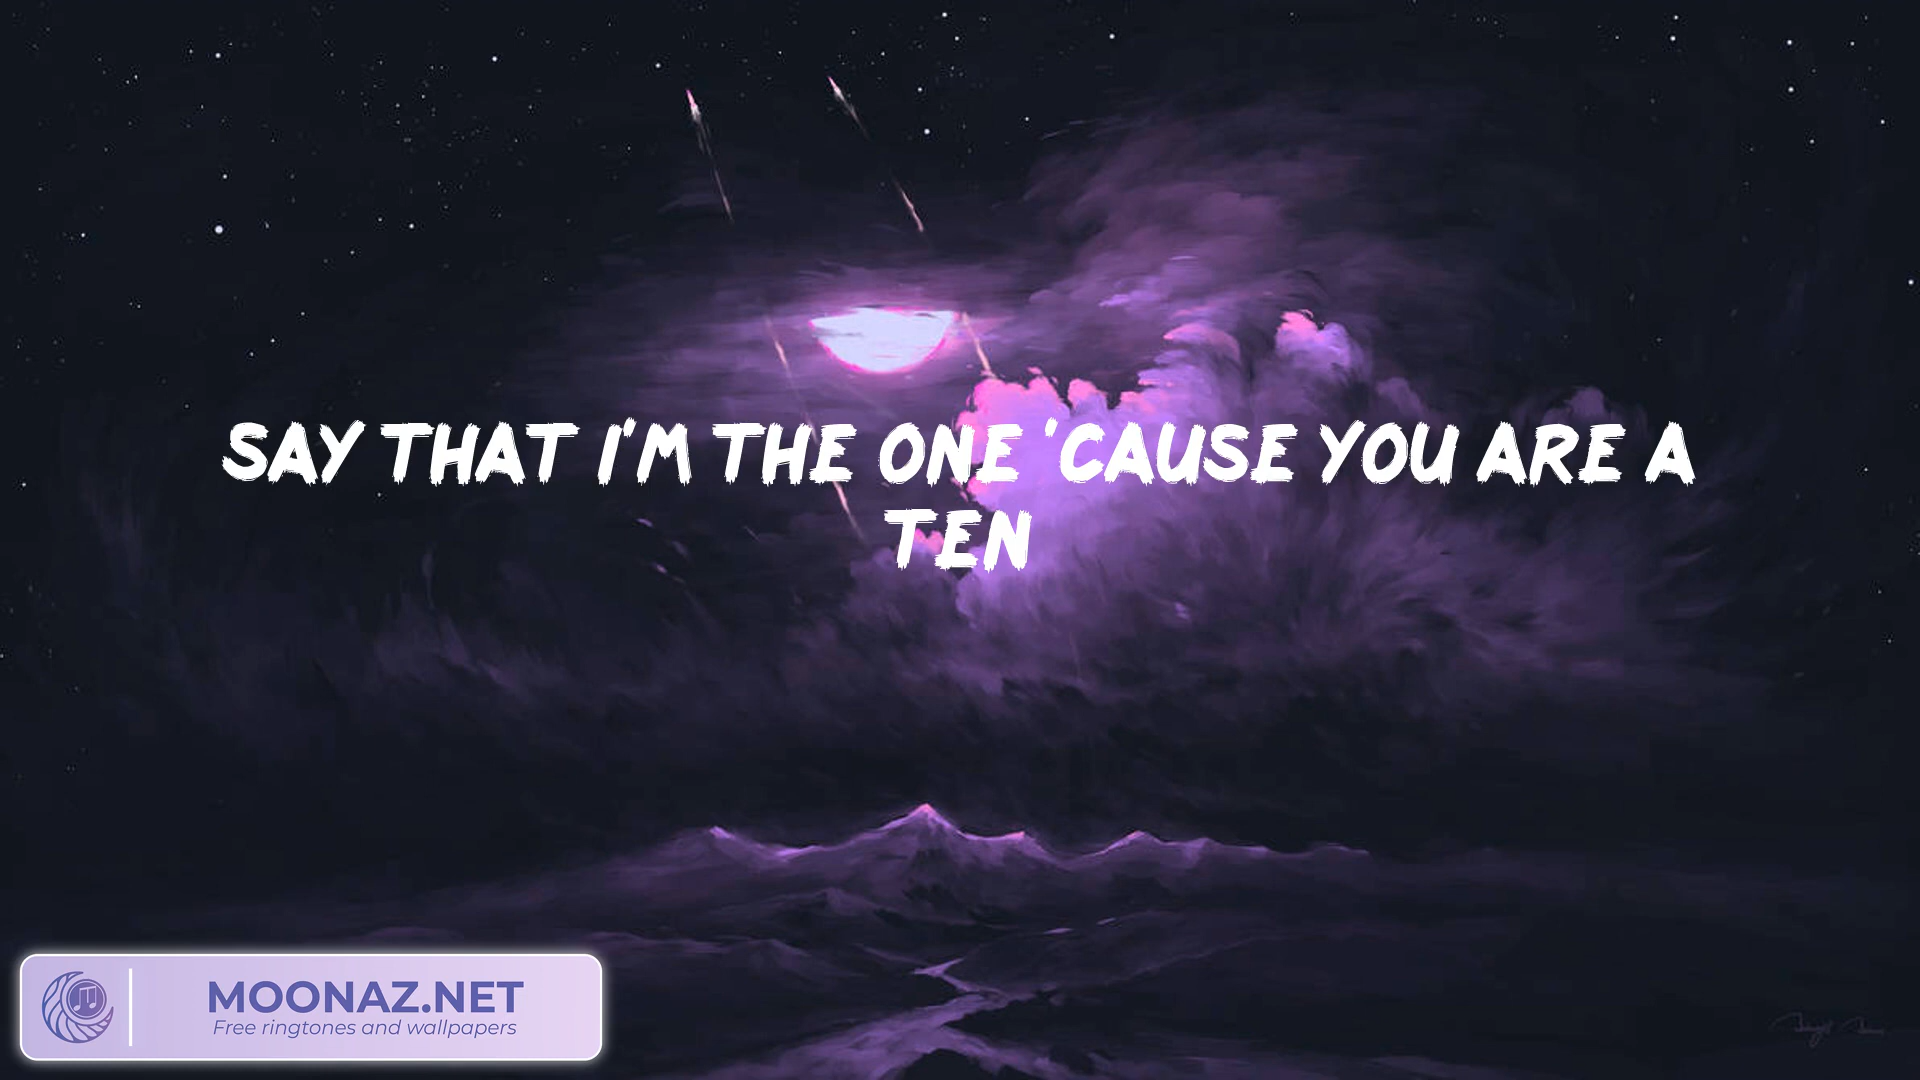 SAY THAT I'M THE ONE 'CAUSE YOU ARE A
TEN
MOONAZ.NET
Free ringtones and wallpapers